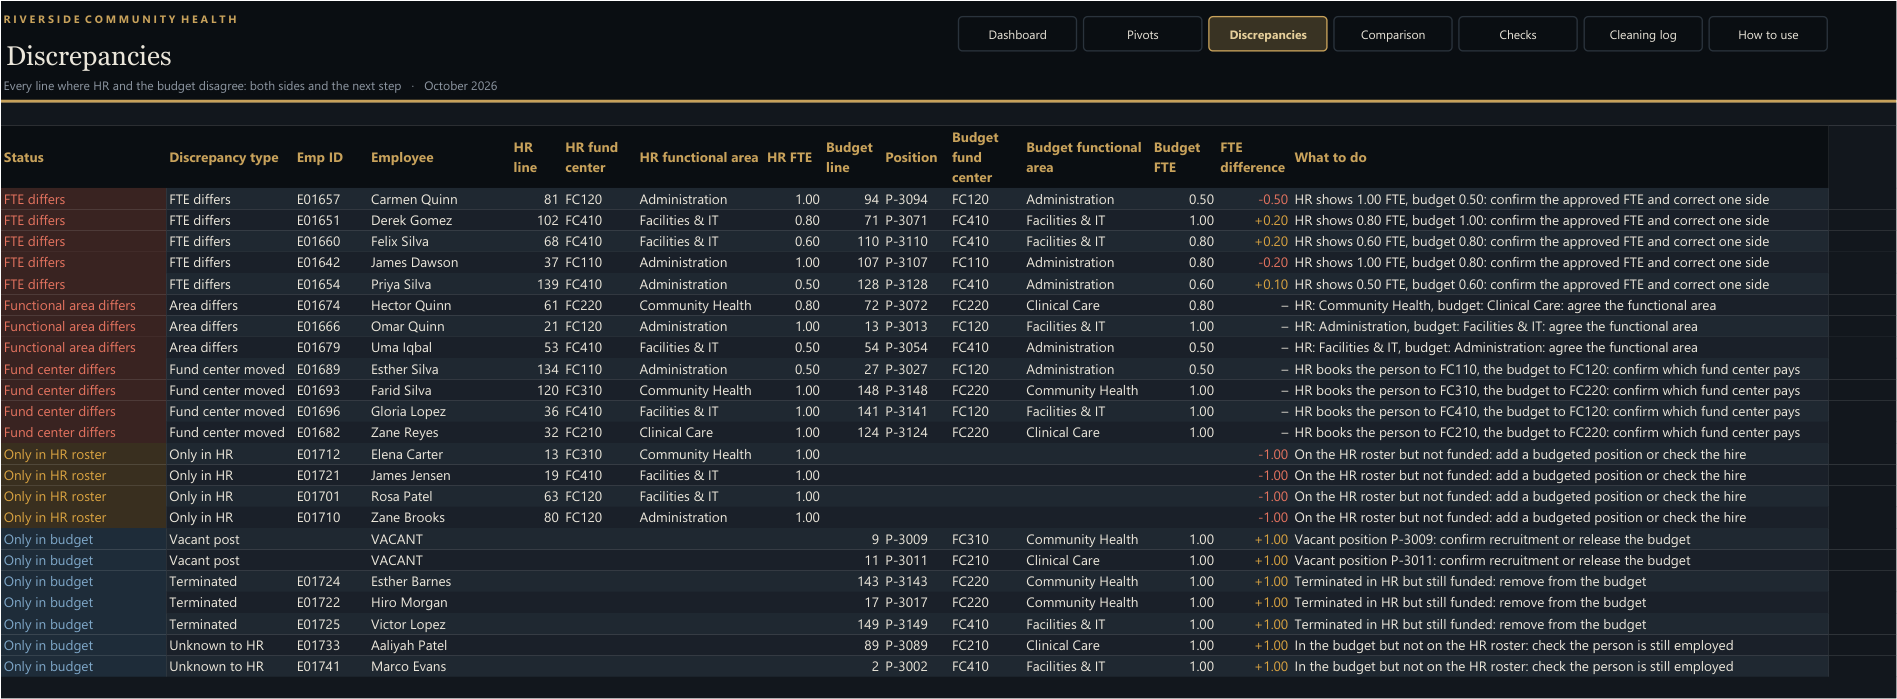 RIVERSIDE COMMUNITY HEALTH
Dashboard Pivots Discrepancies Comparison Checks Cleaning log How to use
Discrepancies
Every line where HR and the budget disagree: both sides and the next step · October 2026
Status Discrepancy type Emp ID Employee HR line HR fund center HR functional area HR FTE Budget line Position Budget fund center Budget functional area Budget FTE FTE difference What to do
FTE differs FTE differs E01657 Carmen Quinn 81 FC120 Administration 1.00 94 P-3094 FC120 Administration 0.50 -0.50 HR shows 1.00 FTE, budget 0.50: confirm the approved FTE and correct one side
FTE differs FTE differs E01651 Derek Gomez 102 FC410 Facilities & IT 0.80 71 P-3071 FC410 Facilities & IT 1.00 +0.20 HR shows 0.80 FTE, budget 1.00: confirm the approved FTE and correct one side
FTE differs FTE differs E01660 Felix Silva 68 FC410 Facilities & IT 0.60 110 P-3110 FC410 Facilities & IT 0.80 +0.20 HR shows 0.60 FTE, budget 0.80: confirm the approved FTE and correct one side
FTE differs FTE differs E01642 James Dawson 37 FC110 Administration 1.00 107 P-3107 FC110 Administration 0.80 -0.20 HR shows 1.00 FTE, budget 0.80: confirm the approved FTE and correct one side
FTE differs FTE differs E01654 Priya Silva 139 FC410 Administration 0.50 128 P-3128 FC410 Administration 0.60 +0.10 HR shows 0.50 FTE, budget 0.60: confirm the approved FTE and correct one side
Functional area differs Area differs E01674 Hector Quinn 61 FC220 Community Health 0.80 72 P-3072 FC220 Clinical Care 0.80 – HR: Community Health, budget: Clinical Care: agree the functional area
Functional area differs Area differs E01666 Omar Quinn 21 FC120 Administration 1.00 13 P-3013 FC120 Facilities & IT 1.00 – HR: Administration, budget: Facilities & IT: agree the functional area
Functional area differs Area differs E01679 Uma Iqbal 53 FC410 Facilities & IT 0.50 54 P-3054 FC410 Administration 0.50 – HR: Facilities & IT, budget: Administration: agree the functional area
Fund center differs Fund center moved E01689 Esther Silva 134 FC110 Administration 0.50 27 P-3027 FC120 Administration 0.50 – HR books the person to FC110, the budget to FC120: confirm which fund center pays
Fund center differs Fund center moved E01693 Farid Silva 120 FC310 Community Health 1.00 148 P-3148 FC220 Community Health 1.00 – HR books the person to FC310, the budget to FC220: confirm which fund center pays
Fund center differs Fund center moved E01696 Gloria Lopez 36 FC410 Facilities & IT 1.00 141 P-3141 FC120 Facilities & IT 1.00 – HR books the person to FC410, the budget to FC120: confirm which fund center pays
Fund center differs Fund center moved E01682 Zane Reyes 32 FC210 Clinical Care 1.00 124 P-3124 FC220 Clinical Care 1.00 – HR books the person to FC210, the budget to FC220: confirm which fund center pays
Only in HR roster Only in HR E01712 Elena Carter 13 FC310 Community Health 1.00 -1.00 On the HR roster but not funded: add a budgeted position or check the hire
Only in HR roster Only in HR E01721 James Jensen 19 FC410 Facilities & IT 1.00 -1.00 On the HR roster but not funded: add a budgeted position or check the hire
Only in HR roster Only in HR E01701 Rosa Patel 63 FC120 Facilities & IT 1.00 -1.00 On the HR roster but not funded: add a budgeted position or check the hire
Only in HR roster Only in HR E01710 Zane Brooks 80 FC120 Administration 1.00 -1.00 On the HR roster but not funded: add a budgeted position or check the hire
Only in budget Vacant post VACANT 9 P-3009 FC310 Community Health 1.00 +1.00 Vacant position P-3009: confirm recruitment or release the budget
Only in budget Vacant post VACANT 11 P-3011 FC210 Clinical Care 1.00 +1.00 Vacant position P-3011: confirm recruitment or release the budget
Only in budget Terminated E01724 Esther Barnes 143 P-3143 FC220 Community Health 1.00 +1.00 Terminated in HR but still funded: remove from the budget
Only in budget Terminated E01722 Hiro Morgan 17 P-3017 FC220 Community Health 1.00 +1.00 Terminated in HR but still funded: remove from the budget
Only in budget Terminated E01725 Victor Lopez 149 P-3149 FC410 Facilities & IT 1.00 +1.00 Terminated in HR but still funded: remove from the budget
Only in budget Unknown to HR E01733 Aaliyah Patel 89 P-3089 FC210 Clinical Care 1.00 +1.00 In the budget but not on the HR roster: check the person is still employed
Only in budget Unknown to HR E01741 Marco Evans 2 P-3002 FC410 Facilities & IT 1.00 +1.00 In the budget but not on the HR roster: check the person is still employed